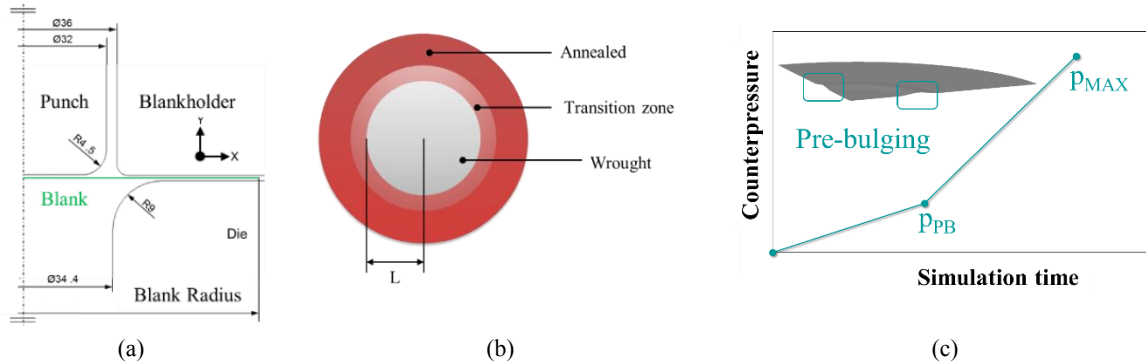 Ø36
Ø32
Punch
Blankholder
Y
X
R4 .5
Blank
R9
Die
Ø34 .4
Blank Radius
(a)
Annealed
Transition zone
Wrought
L
(b)
Counterpressure
Pre-bulging
pMAX
pPB
Simulation time
(c)